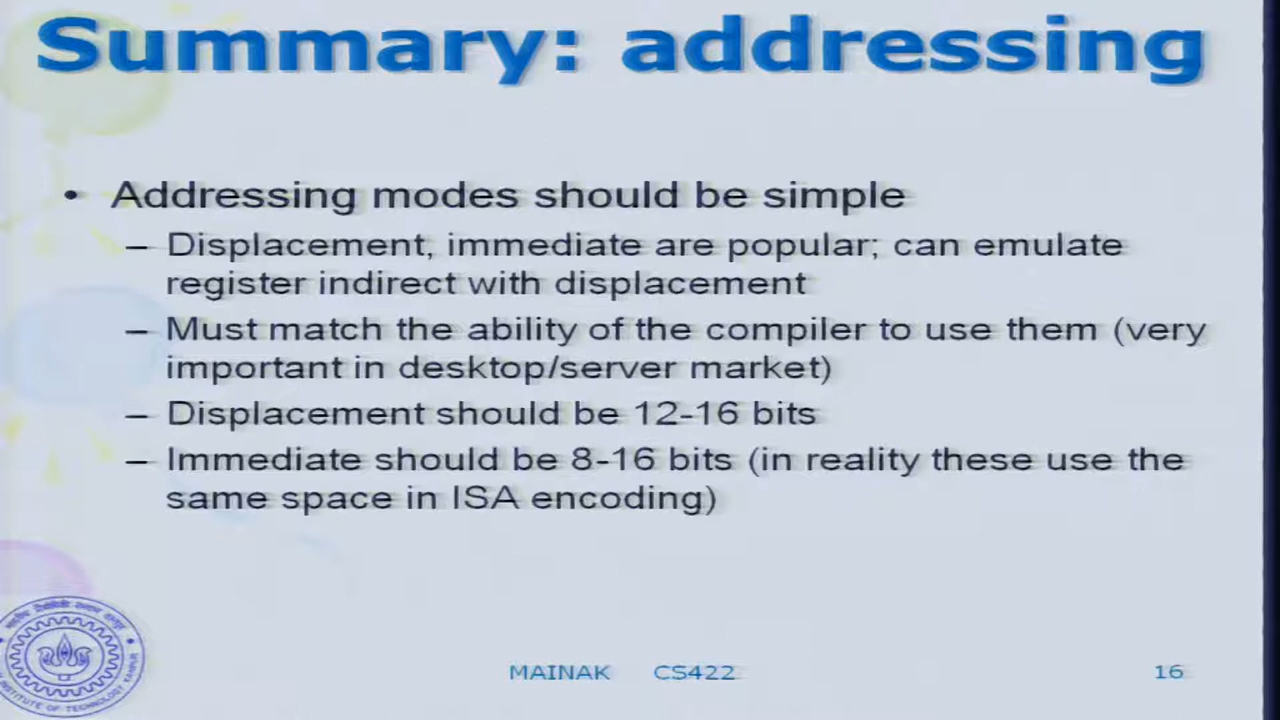 Summary: addressing
• Addressing modes should be simple
– Displacement, immediate are popular; can emulate
register indirect with displacement
– Must match the ability of the compiler to use them (very
important in desktop/server market)
– Displacement should be 12-16 bits
– Immediate should be 8-16 bits (in reality these use the
same space in ISA encoding)
MAINAK CS422
16